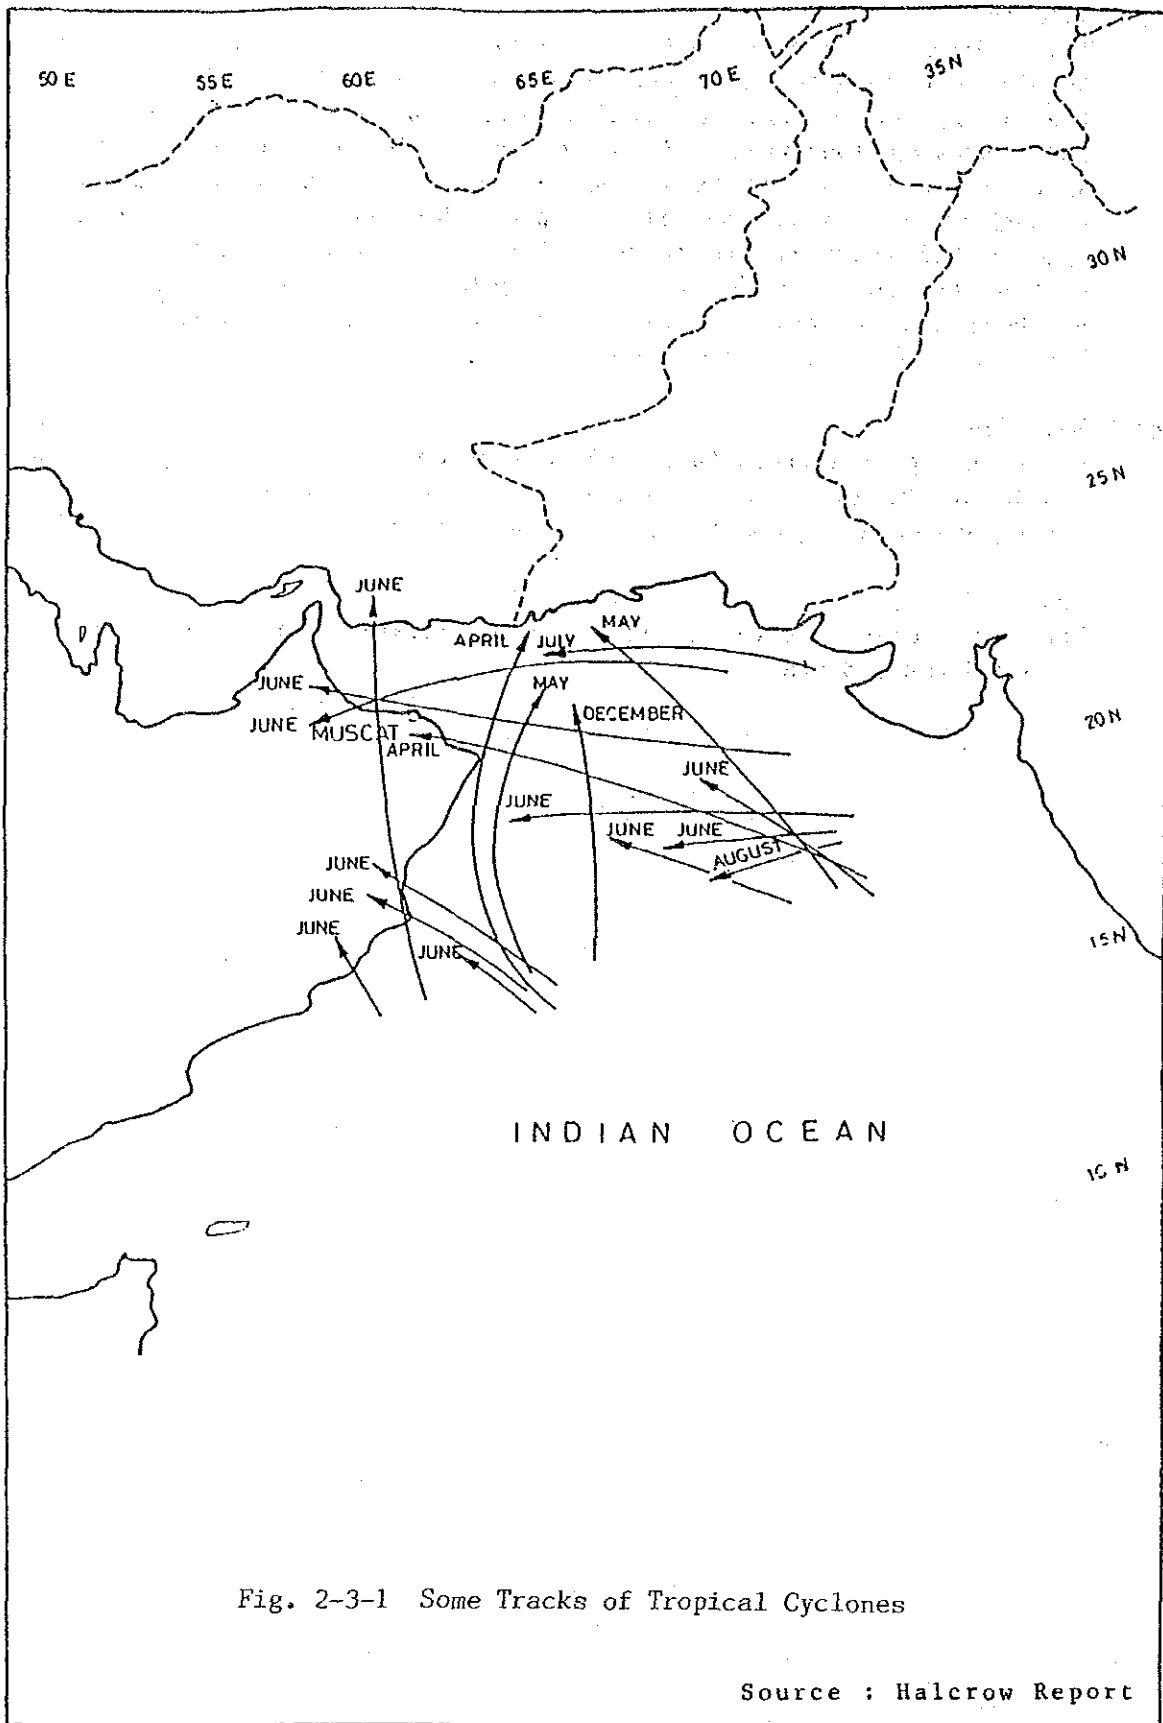 50 E 55 E 60E 65E 70 E 35 N
30 N
25 N
JUNE
APRIL JULY MAY
JUNE MAY
JUNE MUSCAT DECEMBER 20 N
APRIL
JUNE
JUNE
JUNE JUNE
AUGUST
JUNE
JUNE
JUNE
JUNE 15 N
INDIAN OCEAN
10 N
Fig. 2-3-1 Some Tracks of Tropical Cyclones
Source : Halcrow Report